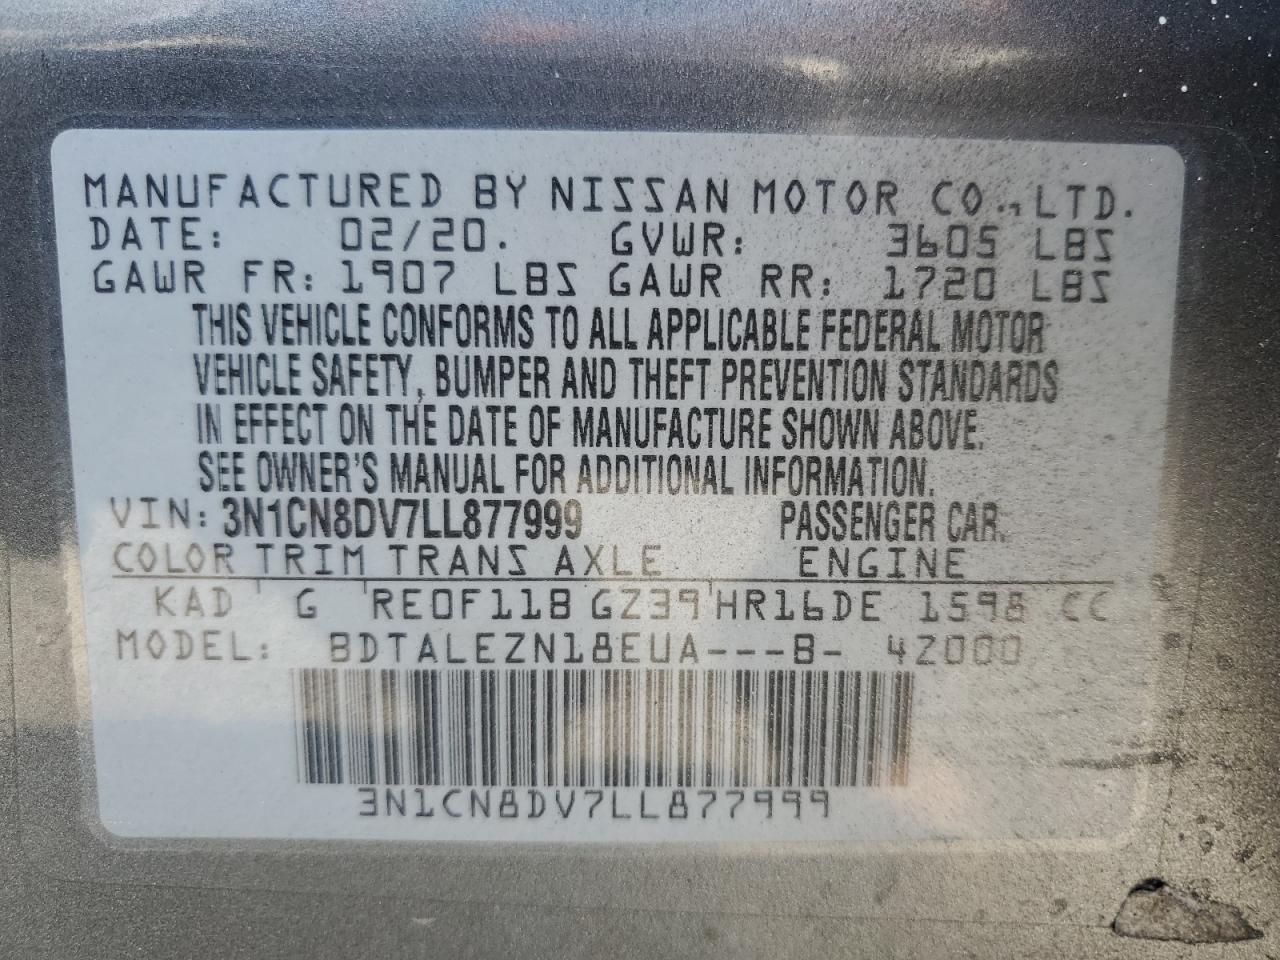 MANUFACTURED BY NISSAN MOTOR CO., LTD.
DATE: 02/20. GVWR: 3605 LBS
GAWR FR: 1907 LBS GAWR RR: 1720 LBS
THIS VEHICLE CONFORMS TO ALL APPLICABLE FEDERAL MOTOR
VEHICLE SAFETY, BUMPER AND THEFT PREVENTION STANDARDS
IN EFFECT ON THE DATE OF MANUFACTURE SHOWN ABOVE.
SEE OWNER'S MANUAL FOR ADDITIONAL INFORMATION.
VIN: 3N1CN8DV7LL877999 PASSENGER CAR.
COLOR TRIM TRANS AXLE ENGINE
KAD G RE0F11B GZ39 HR16DE 1598 CC
MODEL: BDTALEZN18EUA---B- 42000
3N1CN8DV7LL877999